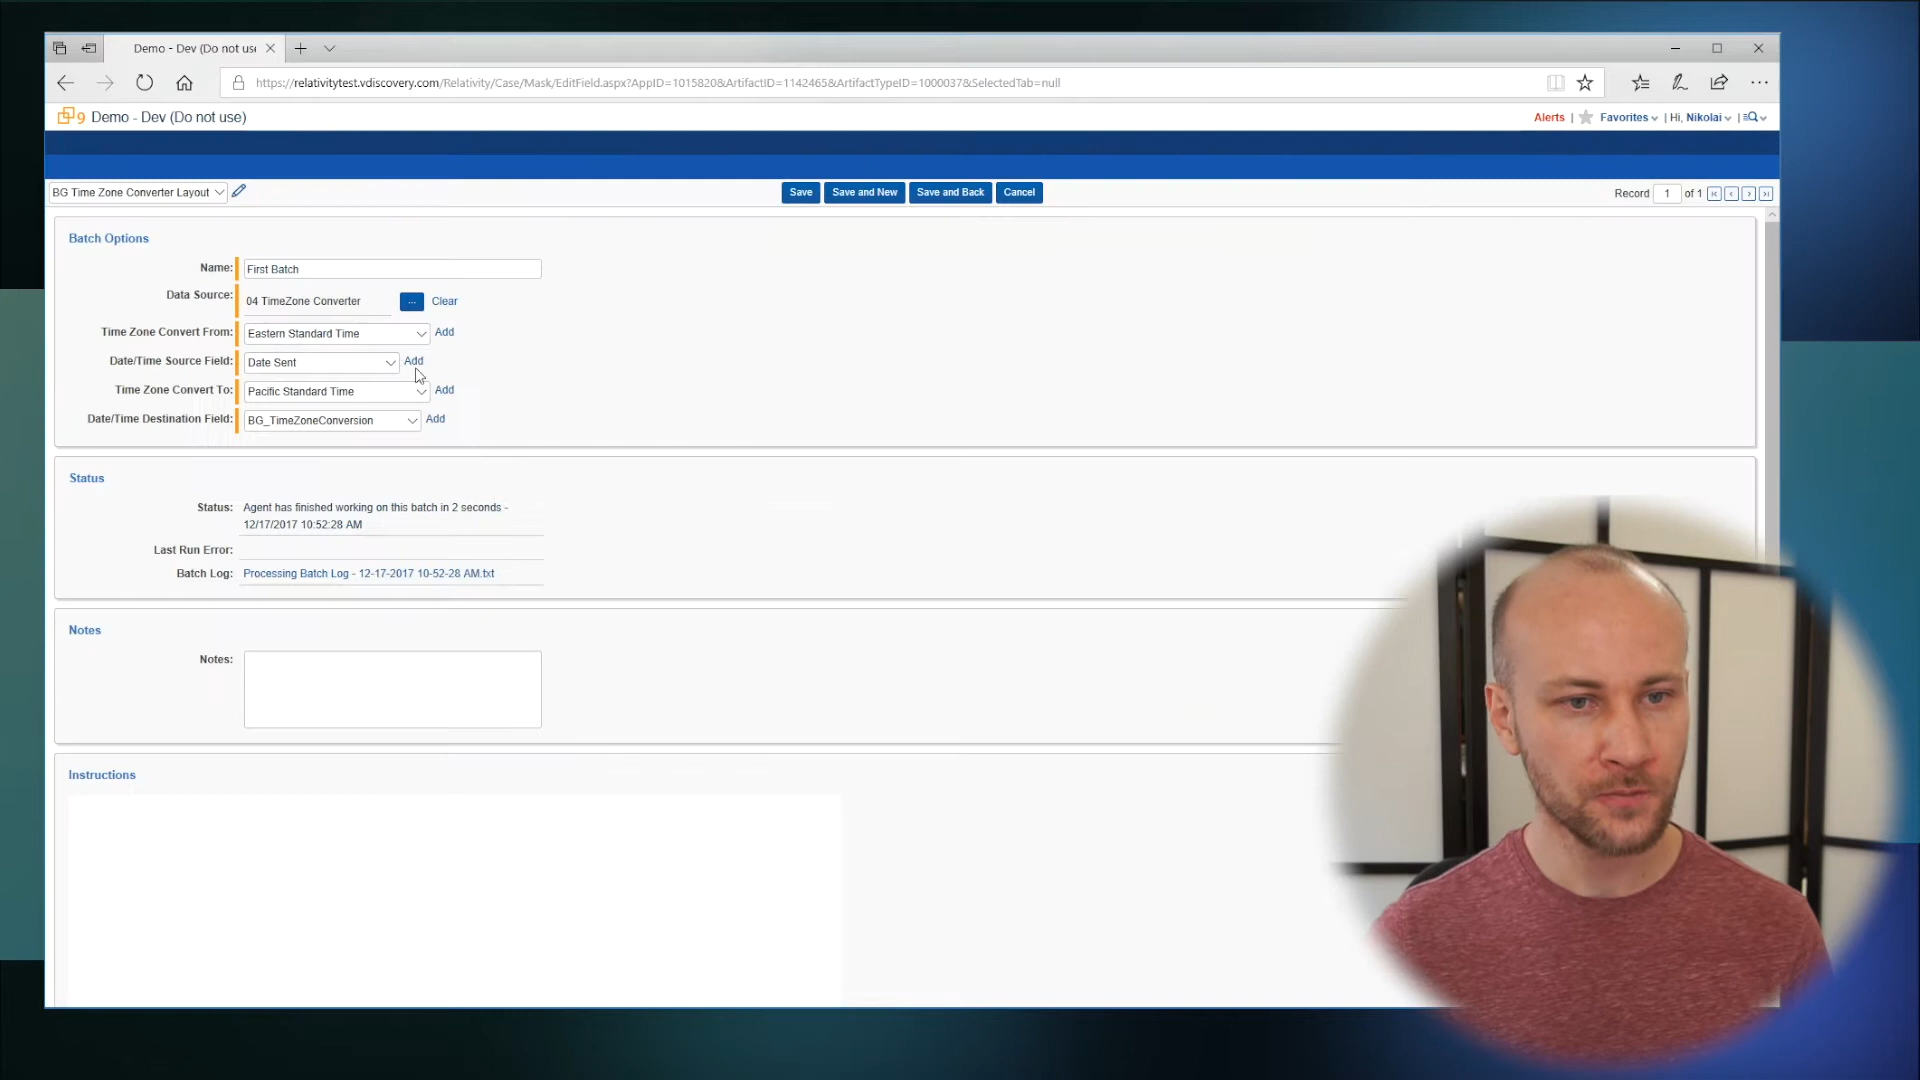 Demo - Dev (Do not use
https://relativitytest.vdiscovery.com/Relativity/Case/Mask/EditField.aspx?AppID=1015820&ArtifactID=1142465&ArtifactTypeID=1000037&SelectedTab=null
9 Demo - Dev (Do not use)
Alerts | Favorites | Hi, Nikolai |
BG Time Zone Converter Layout
Save Save and New Save and Back Cancel
Record 1 of 1
Batch Options
Name: First Batch
Data Source: 04 TimeZone Converter ... Clear
Time Zone Convert From: Eastern Standard Time Add
Date/Time Source Field: Date Sent Add
Time Zone Convert To: Pacific Standard Time Add
Date/Time Destination Field: BG_TimeZoneConversion Add
Status
Status: Agent has finished working on this batch in 2 seconds -
12/17/2017 10:52:28 AM
Last Run Error:
Batch Log: Processing Batch Log - 12-17-2017 10-52-28 AM.txt
Notes
Notes:
Instructions